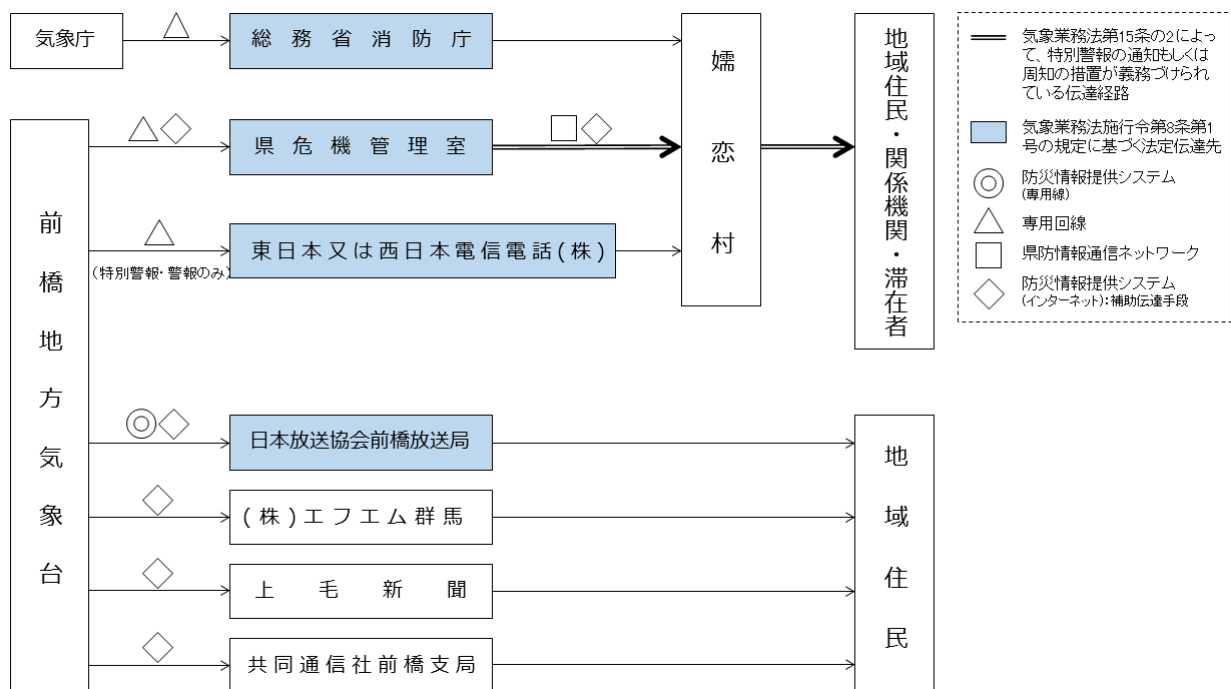 気象庁
総務省消防庁
県危機管理室
東日本又は西日本電信電話(株)
(特別警報・警報のみ)
前橋地方気象台
嬬恋村
地域住民・関係機関・滞在者
日本放送協会前橋放送局
(株)エフエム群馬
上毛新聞
共同通信社前橋支局
地域住民
気象業務法第15条の2によっ
て、特別警報の通知もしくは
周知の措置が義務づけられ
ている伝達経路
気象業務法施行令第8条第1
号の規定に基づく法定伝達先
防災情報提供システム
(専用線)
専用回線
県防情報通信ネットワーク
防災情報提供システム
(インターネット):補助伝達手段